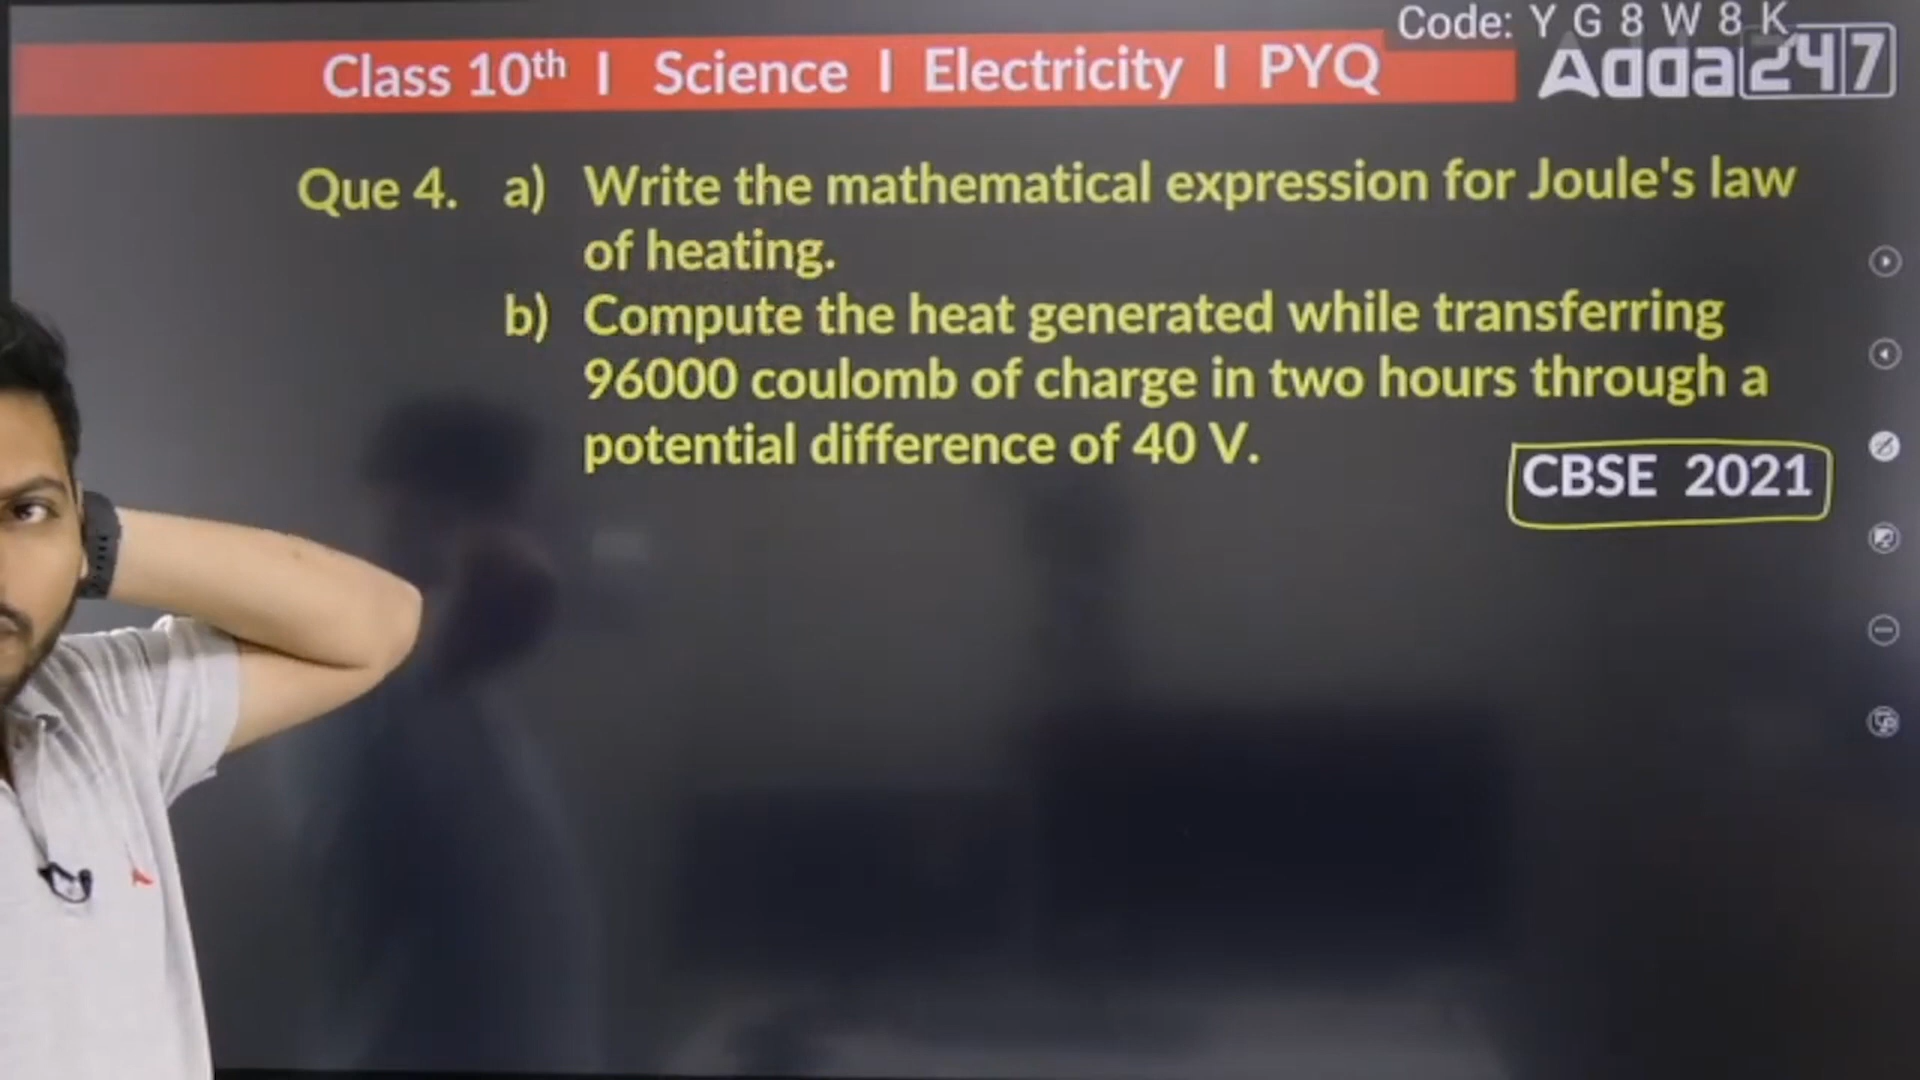 Code: Y G 8 W 8 K
Class 10th I Science I Electricity I PYQ
Adda247
Que 4. a) Write the mathematical expression for Joule's law
of heating.
b) Compute the heat generated while transferring
96000 coulomb of charge in two hours through a
potential difference of 40 V.
CBSE 2021